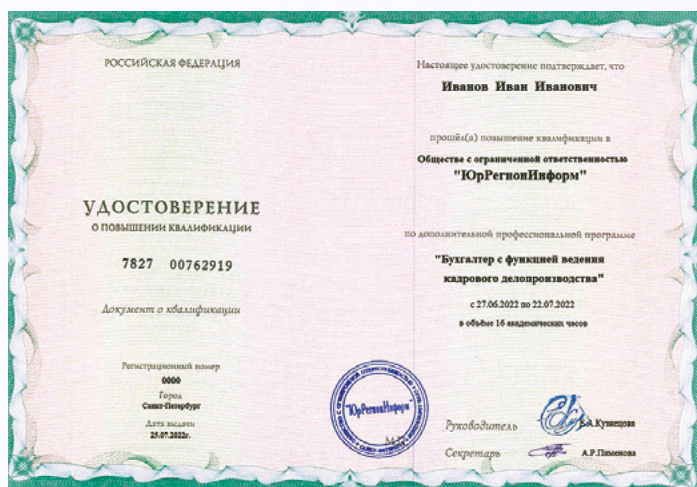 РОССИЙСКАЯ ФЕДЕРАЦИЯ
УДОСТОВЕРЕНИЕ
О ПОВЫШЕНИИ КВАЛИФИКАЦИИ
7827 00762919
Документ о квалификации
Регистрационный номер
0000
Город
Санкт-Петербург
Дата выдачи
25.07.2022г.
Настоящее удостоверение подтверждает, что
Иванов Иван Иванович
прошёл(а) повышение квалификации в
Обществе с ограниченной ответственностью
"ЮрРегионИнформ"
по дополнительной профессиональной программе
"Бухгалтер с функцией ведения
кадрового делопроизводства"
с 27.06.2022 по 22.07.2022
в объёме 16 академических часов
"ЮрРегионИнформ"
М.П.
Руководитель Е.А.Кузнецова
Секретарь А.Р.Пименова